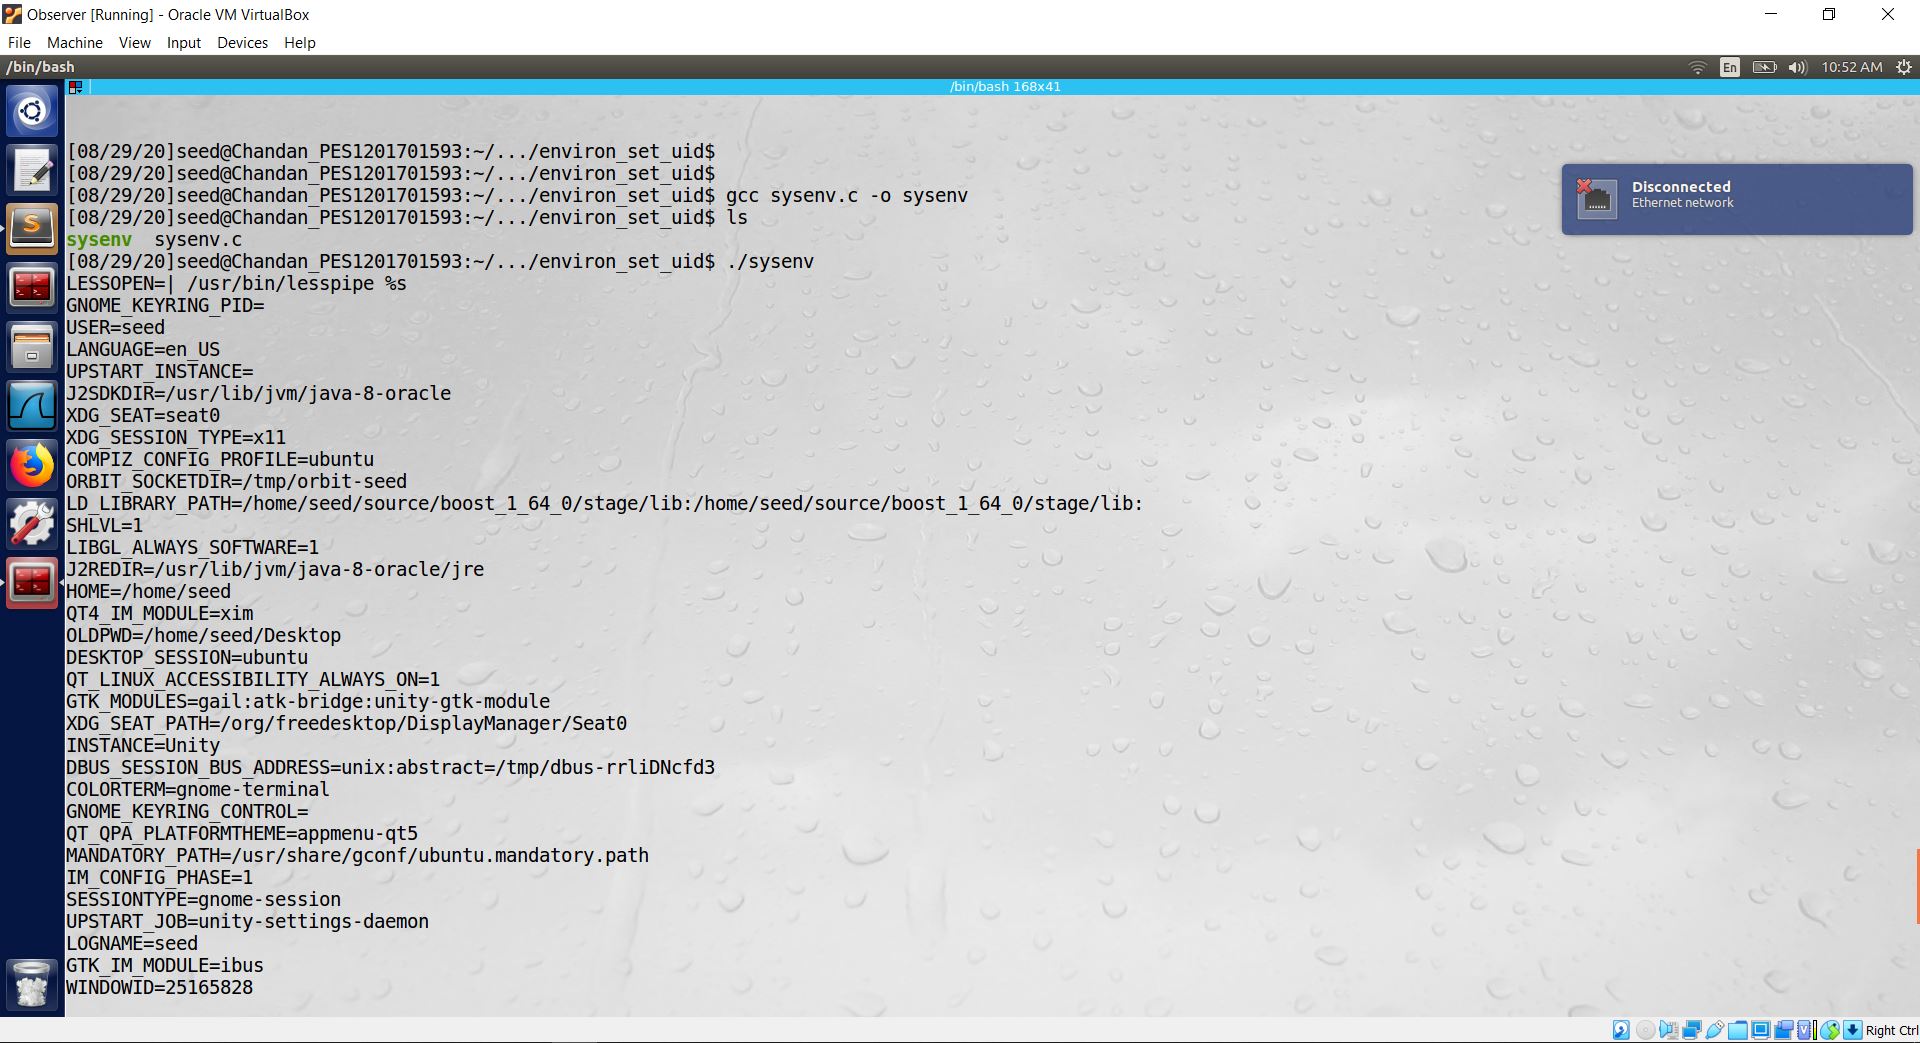 Observer [Running] - Oracle VM VirtualBox
File Machine View Input Devices Help
/bin/bash
En
10:52 AM
/bin/bash 168x41
[08/29/20]seed@Chandan_PES1201701593:~/.../environ_set_uid$
[08/29/20]seed@Chandan_PES1201701593:~/.../environ_set_uid$
[08/29/20]seed@Chandan_PES1201701593:~/.../environ_set_uid$ gcc sysenv.c -o sysenv
[08/29/20]seed@Chandan_PES1201701593:~/.../environ_set_uid$ ls
sysenv  sysenv.c
[08/29/20]seed@Chandan_PES1201701593:~/.../environ_set_uid$ ./sysenv
LESSOPEN=| /usr/bin/lesspipe %s
GNOME_KEYRING_PID=
USER=seed
LANGUAGE=en_US
UPSTART_INSTANCE=
J2SDKDIR=/usr/lib/jvm/java-8-oracle
XDG_SEAT=seat0
XDG_SESSION_TYPE=x11
COMPIZ_CONFIG_PROFILE=ubuntu
ORBIT_SOCKETDIR=/tmp/orbit-seed
LD_LIBRARY_PATH=/home/seed/source/boost_1_64_0/stage/lib:/home/seed/source/boost_1_64_0/stage/lib:
SHLVL=1
LIBGL_ALWAYS_SOFTWARE=1
J2REDIR=/usr/lib/jvm/java-8-oracle/jre
HOME=/home/seed
QT4_IM_MODULE=xim
OLDPWD=/home/seed/Desktop
DESKTOP_SESSION=ubuntu
QT_LINUX_ACCESSIBILITY_ALWAYS_ON=1
GTK_MODULES=gail:atk-bridge:unity-gtk-module
XDG_SEAT_PATH=/org/freedesktop/DisplayManager/Seat0
INSTANCE=Unity
DBUS_SESSION_BUS_ADDRESS=unix:abstract=/tmp/dbus-rrliDNcfd3
COLORTERM=gnome-terminal
GNOME_KEYRING_CONTROL=
QT_QPA_PLATFORMTHEME=appmenu-qt5
MANDATORY_PATH=/usr/share/gconf/ubuntu.mandatory.path
IM_CONFIG_PHASE=1
SESSIONTYPE=gnome-session
UPSTART_JOB=unity-settings-daemon
LOGNAME=seed
GTK_IM_MODULE=ibus
WINDOWID=25165828
Disconnected
Ethernet network
Right Ctrl